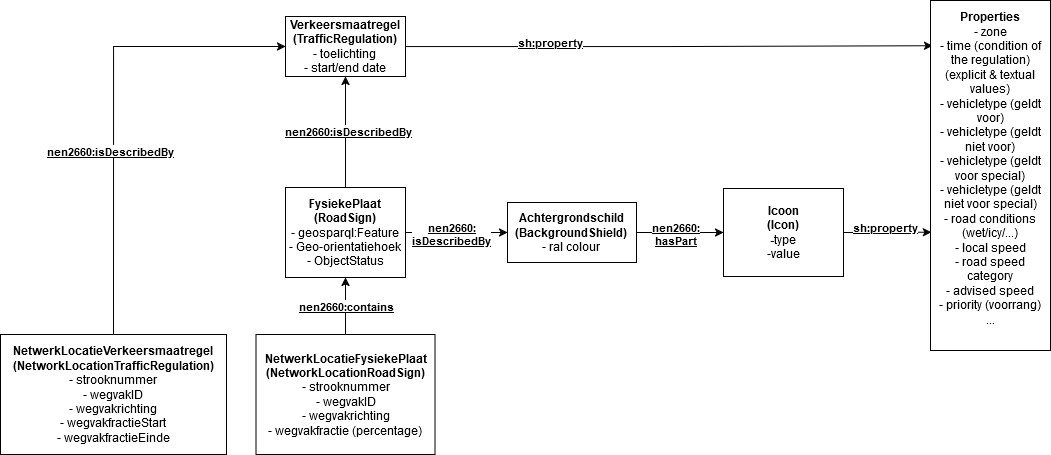 Verkeersmaatregel
(TrafficRegulation)
- toelichting
- start/end date
sh:property
Properties
- zone
- time (condition of
the regulation)
(explicit & textual
values)
- vehicletype (geldt
voor)
- vehicletype (geldt
niet voor)
- vehicletype (geldt
voor special)
- vehicletype (geldt
niet voor special)
- road conditions
(wet/icy/...)
- local speed
- road speed
category
- advised speed
- priority (voorrang)
...
nen2660:isDescribedBy
nen2660:isDescribedBy
FysiekePlaat
(RoadSign)
- geosparql:Feature
- Geo-orientatiehoek
- ObjectStatus
nen2660:
isDescribedBy
Achtergrondschild
(BackgroundShield)
- ral colour
nen2660:
hasPart
Icoon
(Icon)
-type
-value
sh:property
nen2660:contains
NetwerkLocatieVerkeersmaatregel
(NetworkLocationTrafficRegulation)
- strooknummer
- wegvakID
- wegvakrichting
- wegvakfractieStart
- wegvakfractieEinde
NetwerkLocatieFysiekePlaat
(NetworkLocationRoadSign)
- strooknummer
- wegvakID
- wegvakrichting
- wegvakfractie (percentage)